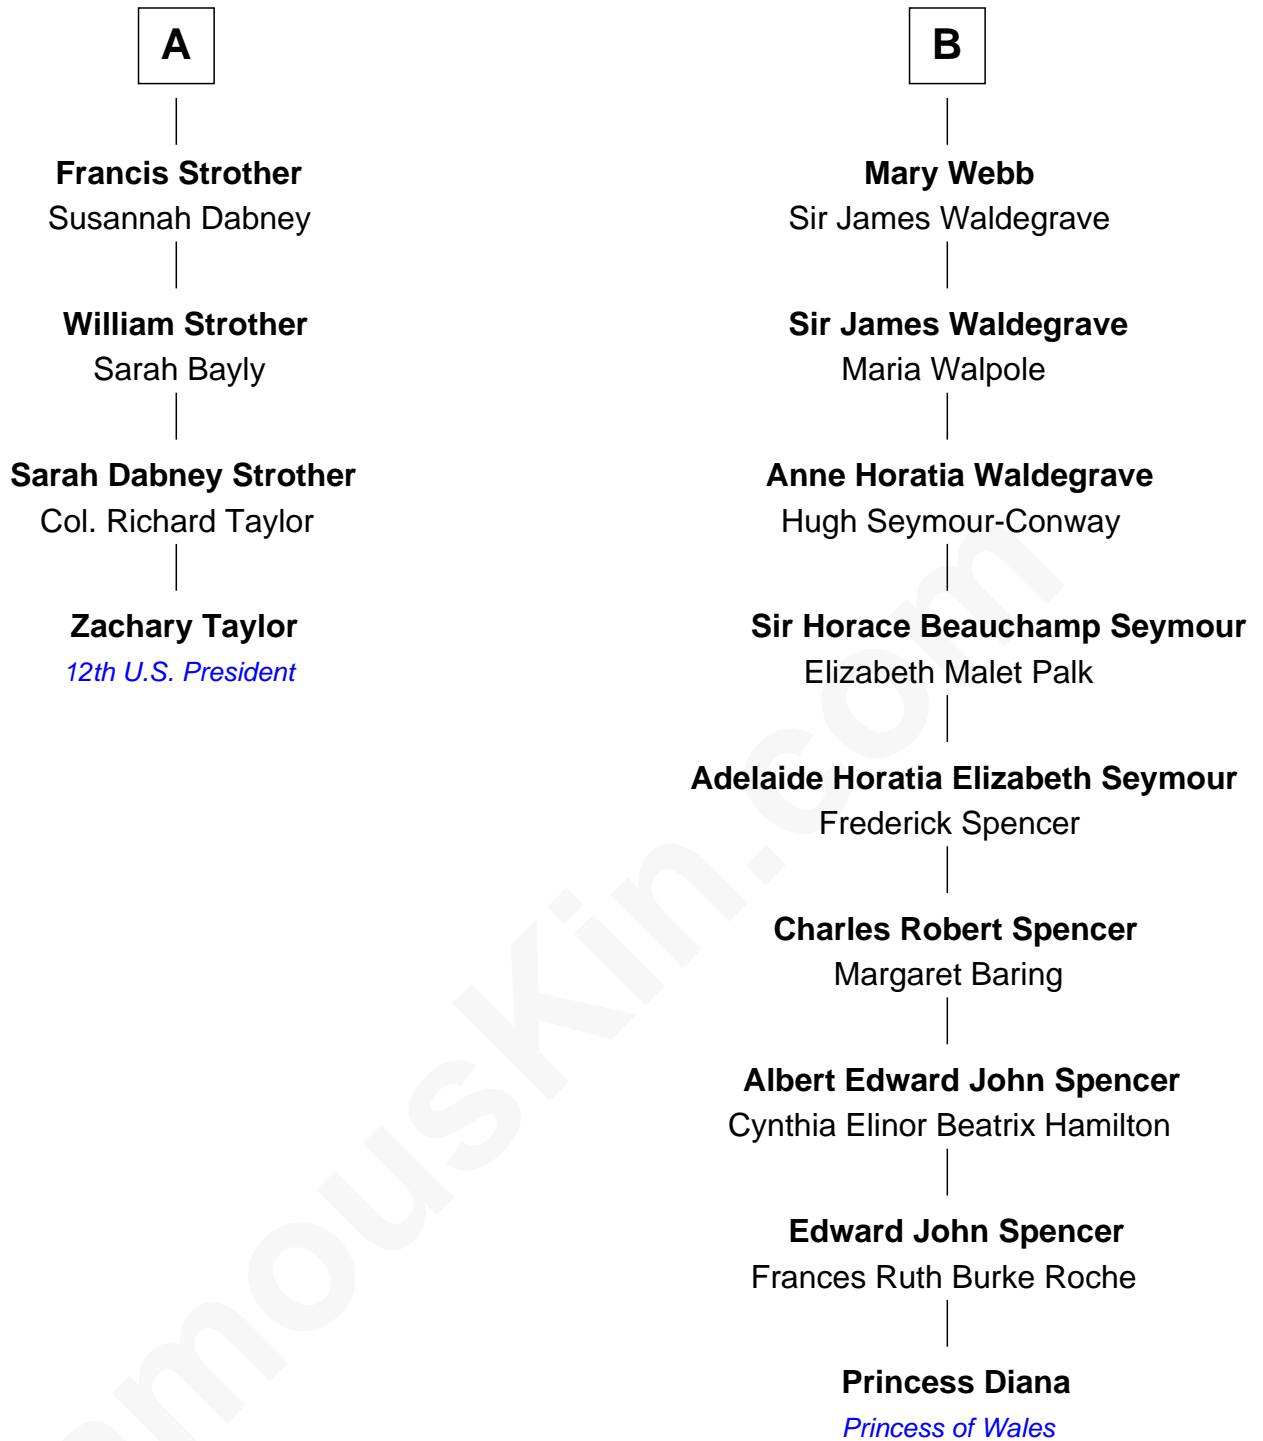 A
Francis Strother
Susannah Dabney
William Strother
Sarah Bayly
Sarah Dabney Strother
Col. Richard Taylor
Zachary Taylor
12th U.S. President
B
Mary Webb
Sir James Waldegrave
Sir James Waldegrave
Maria Walpole
Anne Horatia Waldegrave
Hugh Seymour-Conway
Sir Horace Beauchamp Seymour
Elizabeth Malet Palk
Adelaide Horatia Elizabeth Seymour
Frederick Spencer
Charles Robert Spencer
Margaret Baring
Albert Edward John Spencer
Cynthia Elinor Beatrix Hamilton
Edward John Spencer
Frances Ruth Burke Roche
Princess Diana
Princess of Wales
mouskin.com